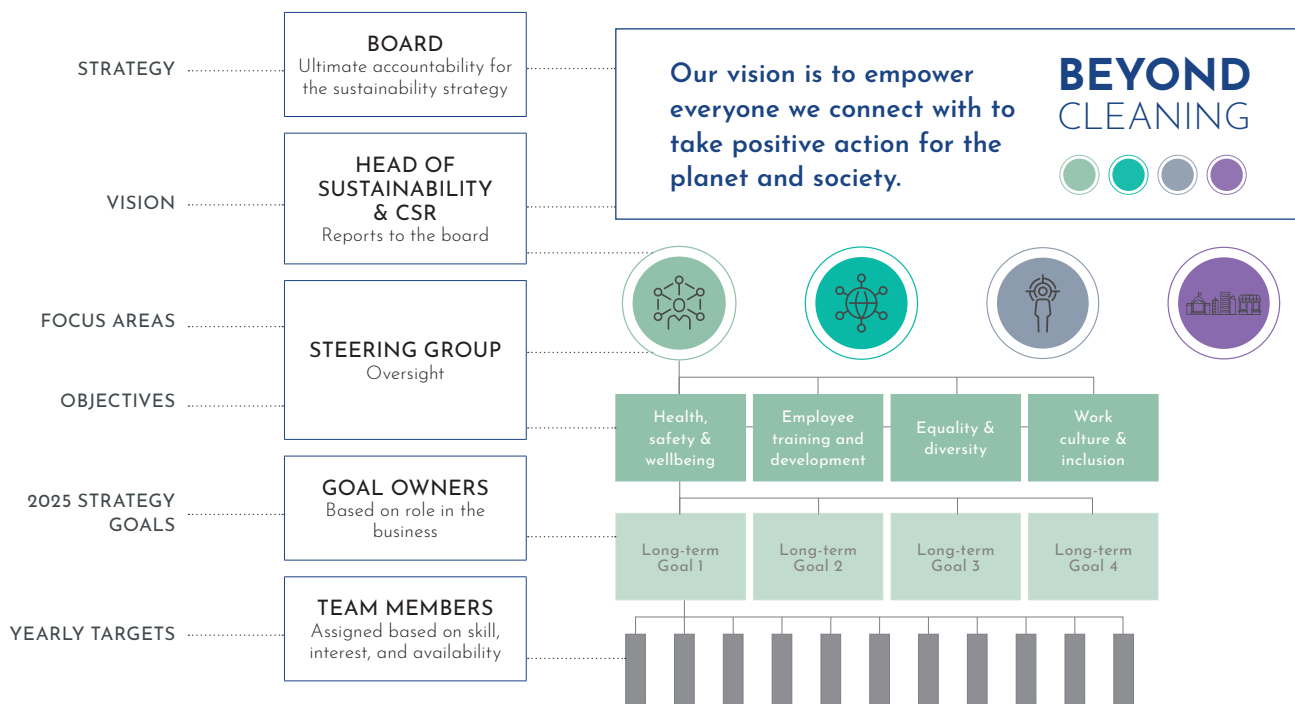 STRATEGY
BOARD
Ultimate accountability for
the sustainability strategy
Our vision is to empower
everyone we connect with to
take positive action for the
planet and society.
BEYOND
CLEANING
VISION
HEAD OF
SUSTAINABILITY
& CSR
Reports to the board
FOCUS AREAS
OBJECTIVES
STEERING GROUP
Oversight
Health,
safety &
wellbeing
Employee
training and
development
Equality &
diversity
Work
culture &
inclusion
2025 STRATEGY
GOALS
GOAL OWNERS
Based on role in the
business
Long-term
Goal 1
Long-term
Goal 2
Long-term
Goal 3
Long-term
Goal 4
YEARLY TARGETS
TEAM MEMBERS
Assigned based on skill,
interest, and availability